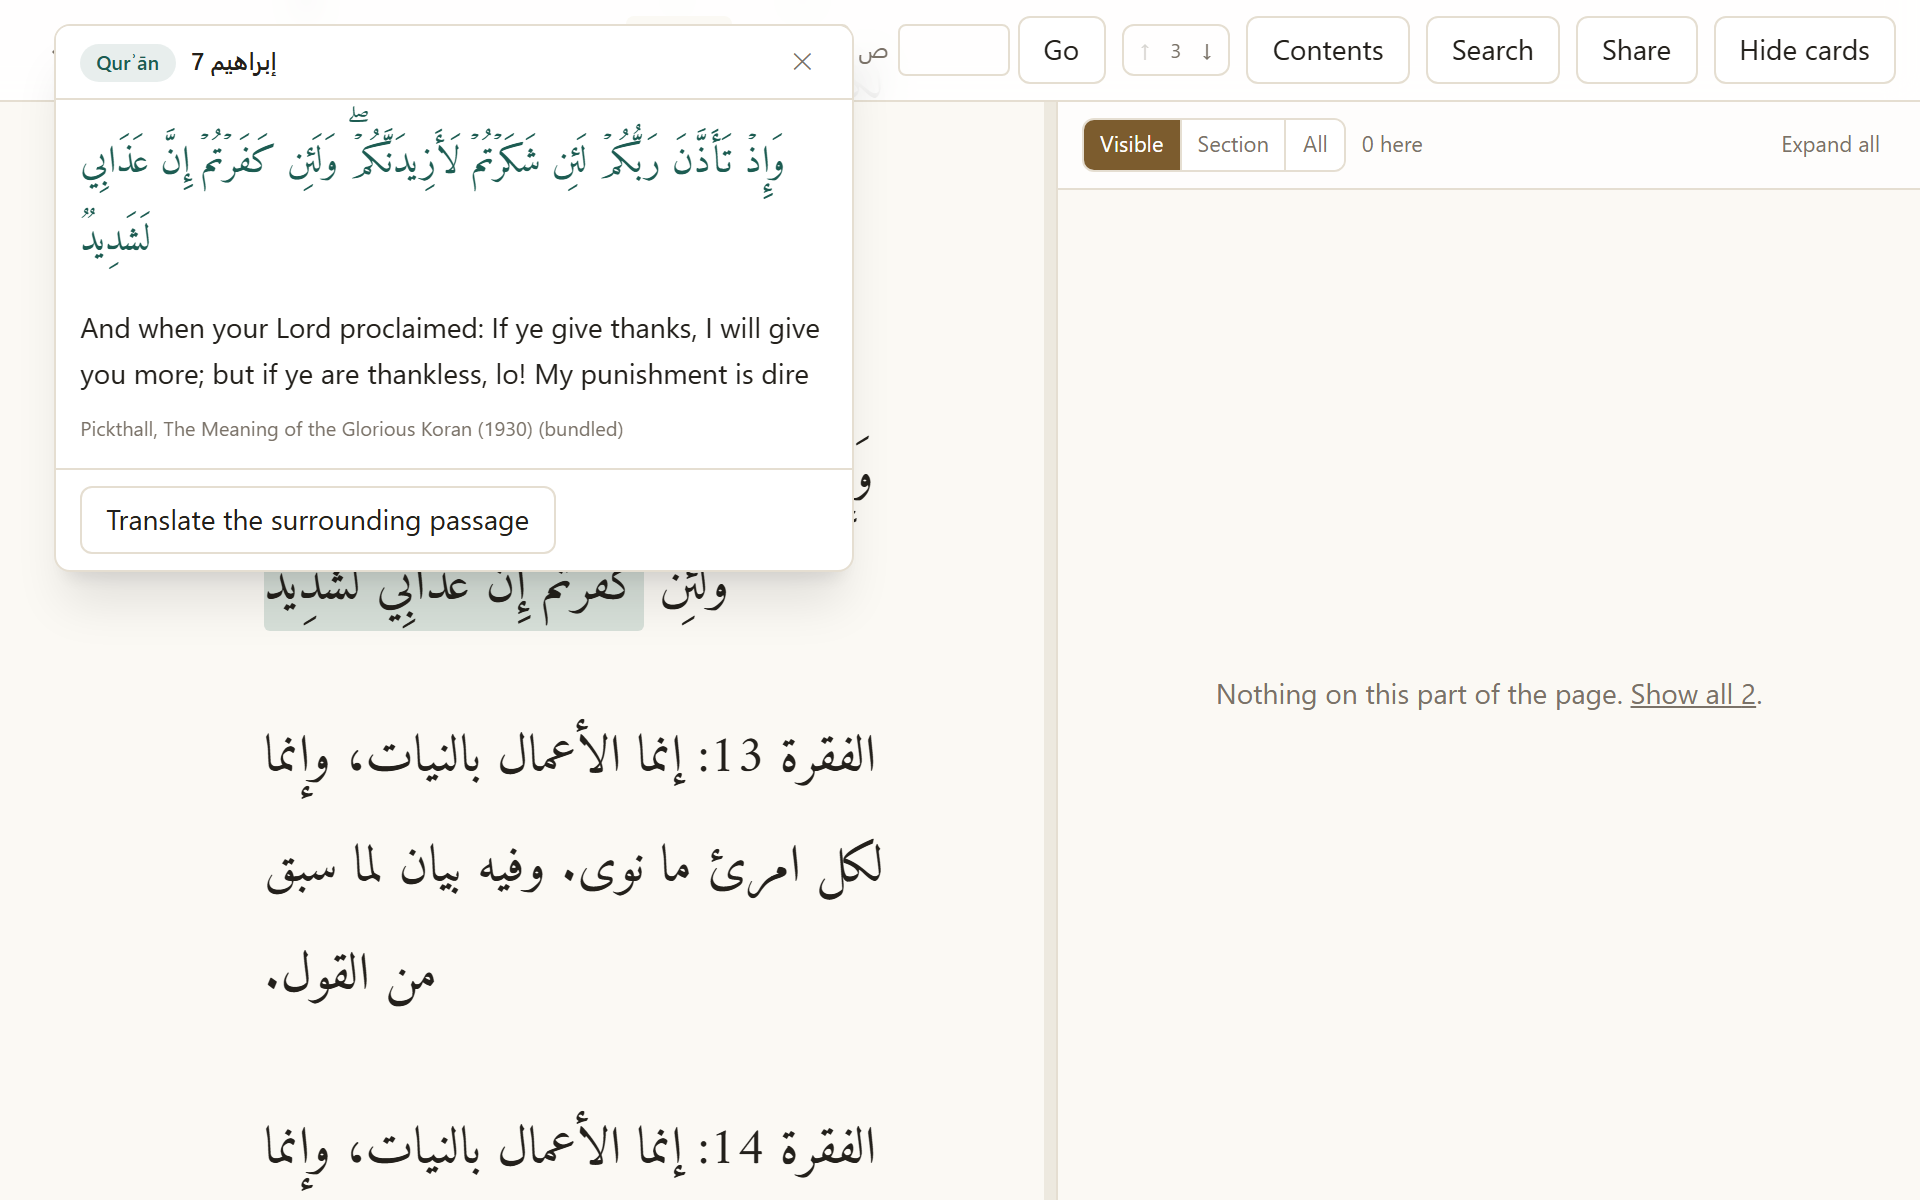 Qurʾān
إبراهيم 7
ص
Go
↑ 3 ↓
Contents
Search
Share
Hide cards
وَإِذۡ تَأَذَّنَ رَبُّكُمۡ لَئِن شَكَرۡتُمۡ لَأَزِيدَنَّكُمۡۖ وَلَئِن كَفَرۡتُمۡ إِنَّ عَذَابِي
لَشَدِيدٞ
And when your Lord proclaimed: If ye give thanks, I will give
you more; but if ye are thankless, lo! My punishment is dire
Pickthall, The Meaning of the Glorious Koran (1930) (bundled)
Translate the surrounding passage
ولَئِن كفرتم إِن عذابِي لشدِيد
الفقرة 13: إنما الأعمال بالنيات، وإنما
لكل امرئ ما نوى. وفيه بيان لما سبق
من القول.
الفقرة 14: إنما الأعمال بالنيات، وإنما
Visible
Section
All
0 here
Expand all
Nothing on this part of the page. Show all 2.